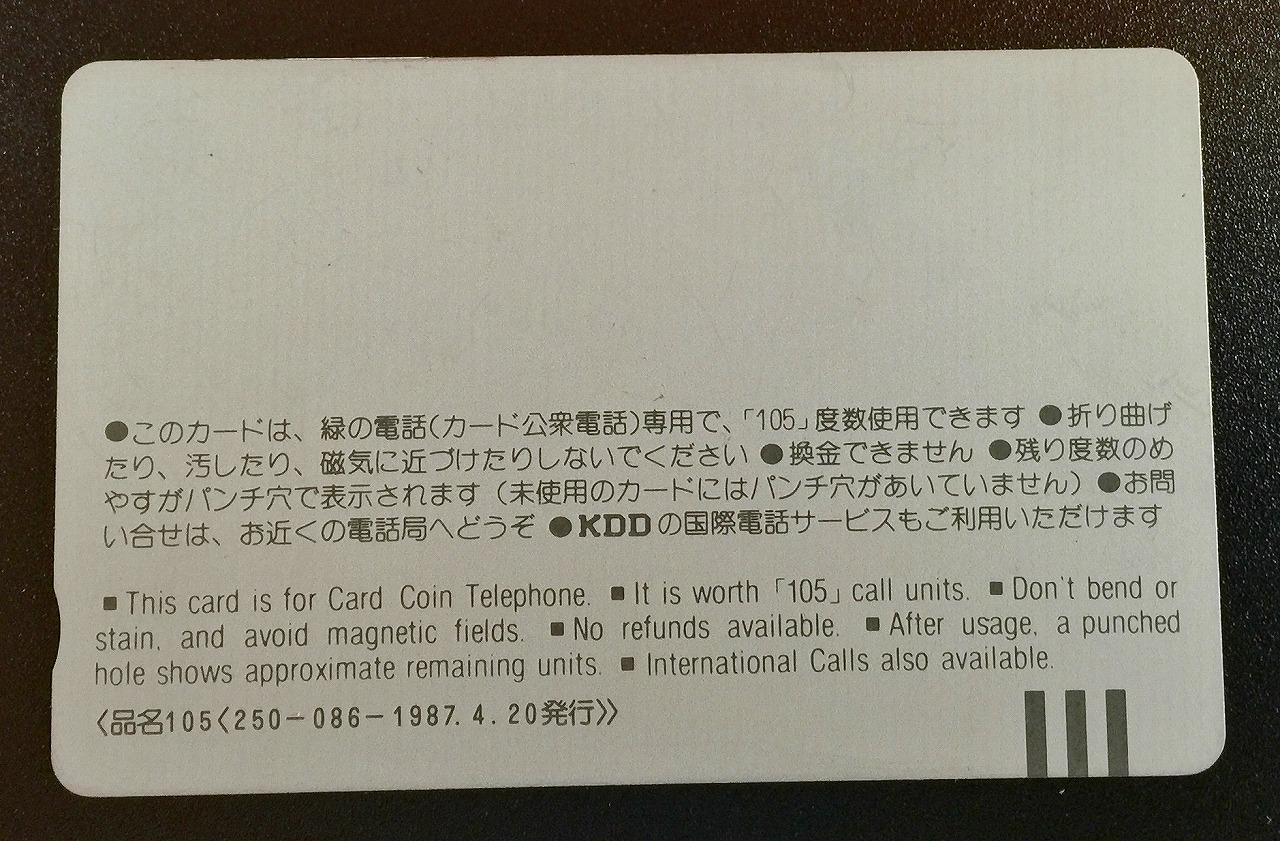 ●このカードは、緑の電話(カード公衆電話)専用で、「105」度数使用できます ●折り曲げ
たり、汚したり、磁気に近づけたりしないでください ●換金できません ●残り度数のめ
やすがパンチ穴で表示されます（未使用のカードにはパンチ穴があいていません）●お問
い合せは、お近くの電話局へどうぞ ●KDDの国際電話サービスもご利用いただけます
■This card is for Card Coin Telephone. ■It is worth「105」call units. ■Don't bend or
stain, and avoid magnetic fields. ■No refunds available. ■After usage, a punched
hole shows approximate remaining units. ■International Calls also available.
〈品名105〈250-086-1987.4.20発行〉〉